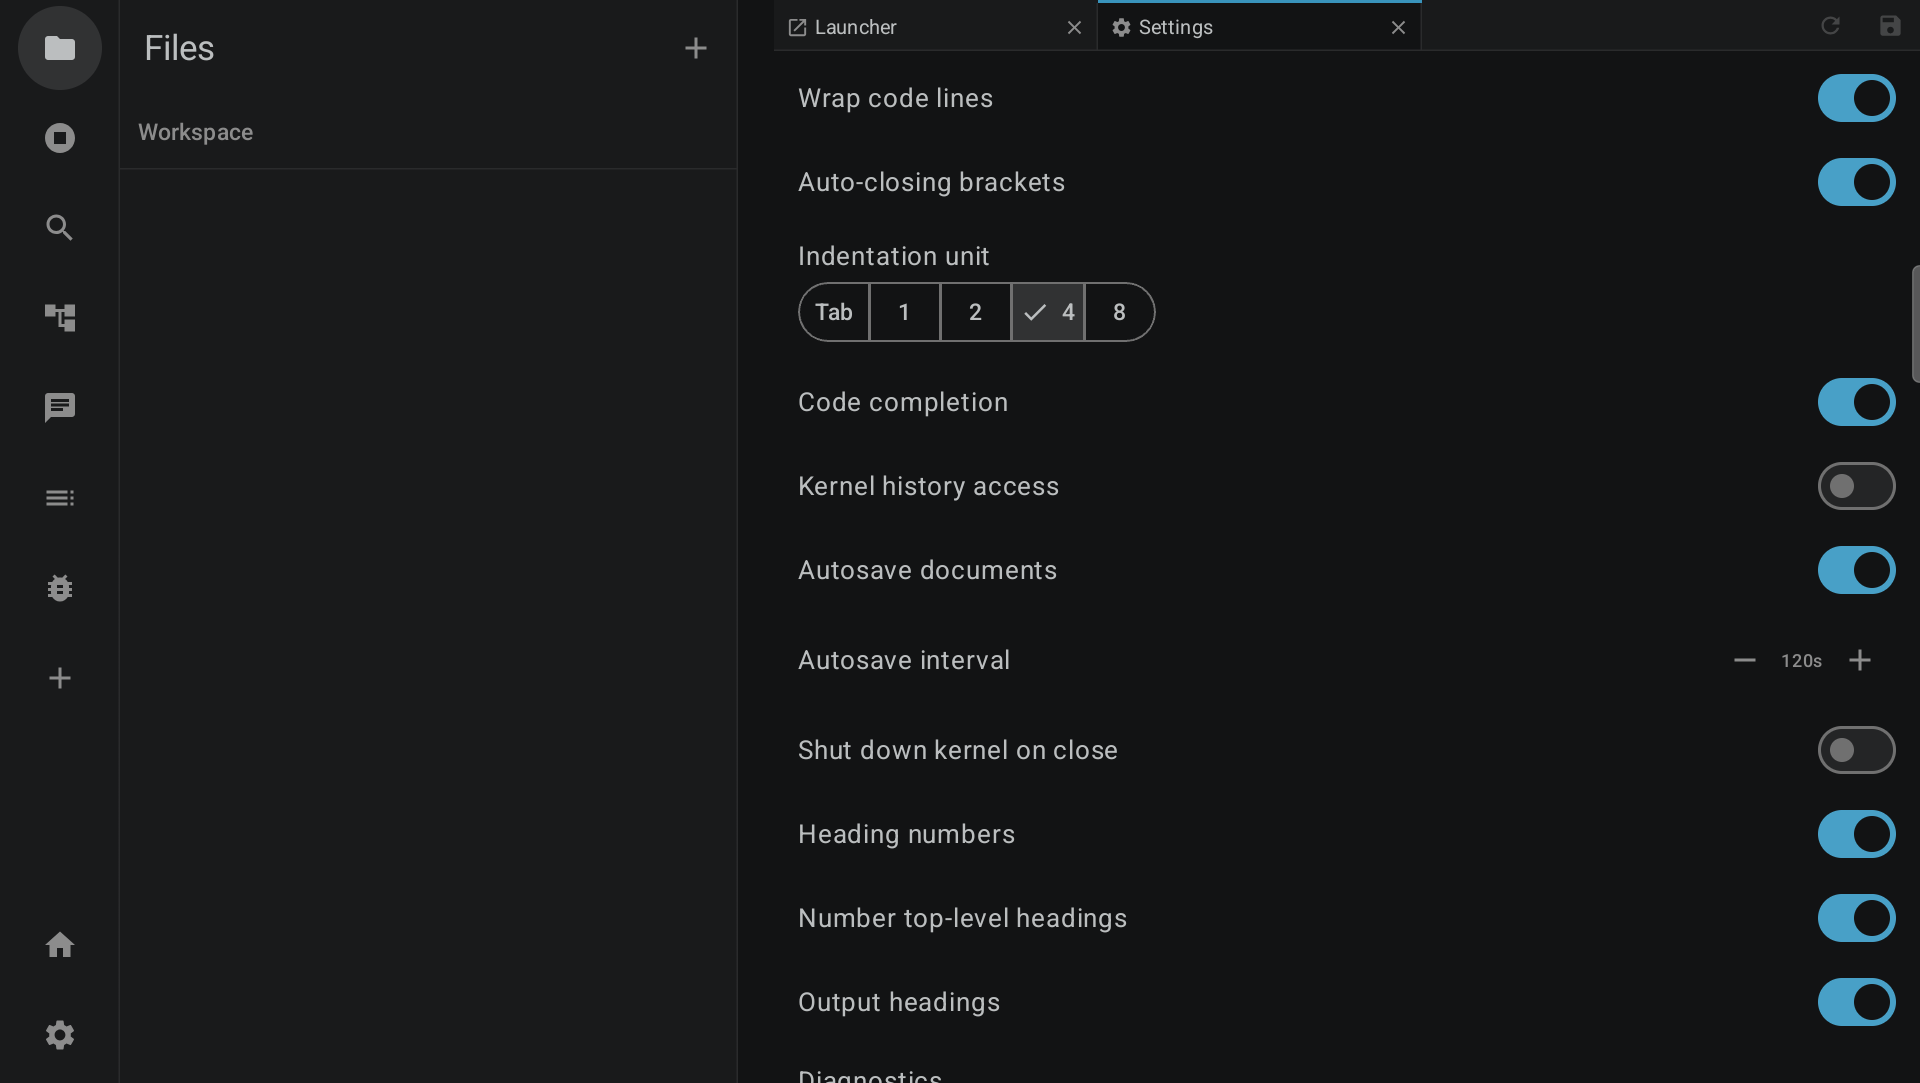 Files
Workspace
Launcher
Settings
Wrap code lines
Auto-closing brackets
Indentation unit
Tab 1 2 4 8
Code completion
Kernel history access
Autosave documents
Autosave interval
120s
Shut down kernel on close
Heading numbers
Number top-level headings
Output headings
Diagnostics